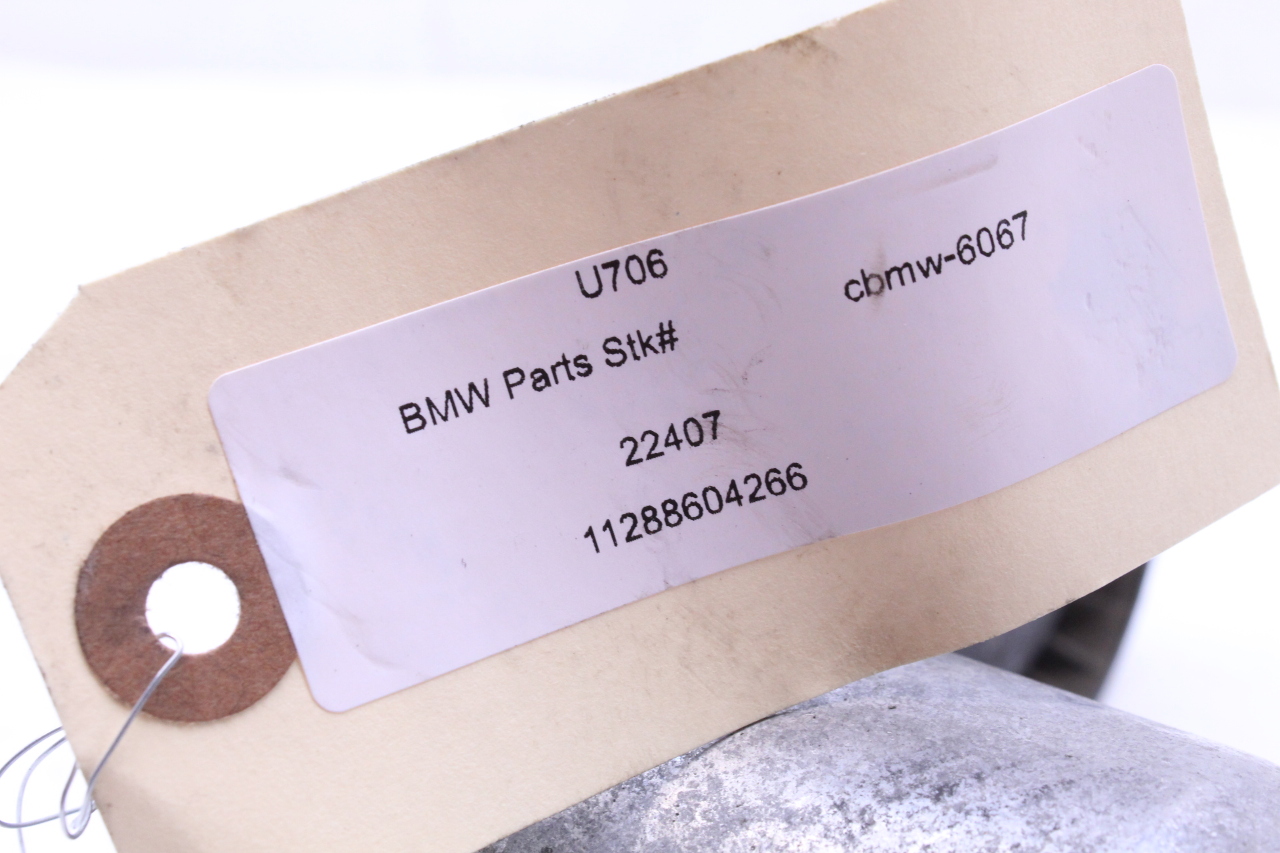 U706
cbmw-6067
BMW Parts Stk#
22407
11288604266